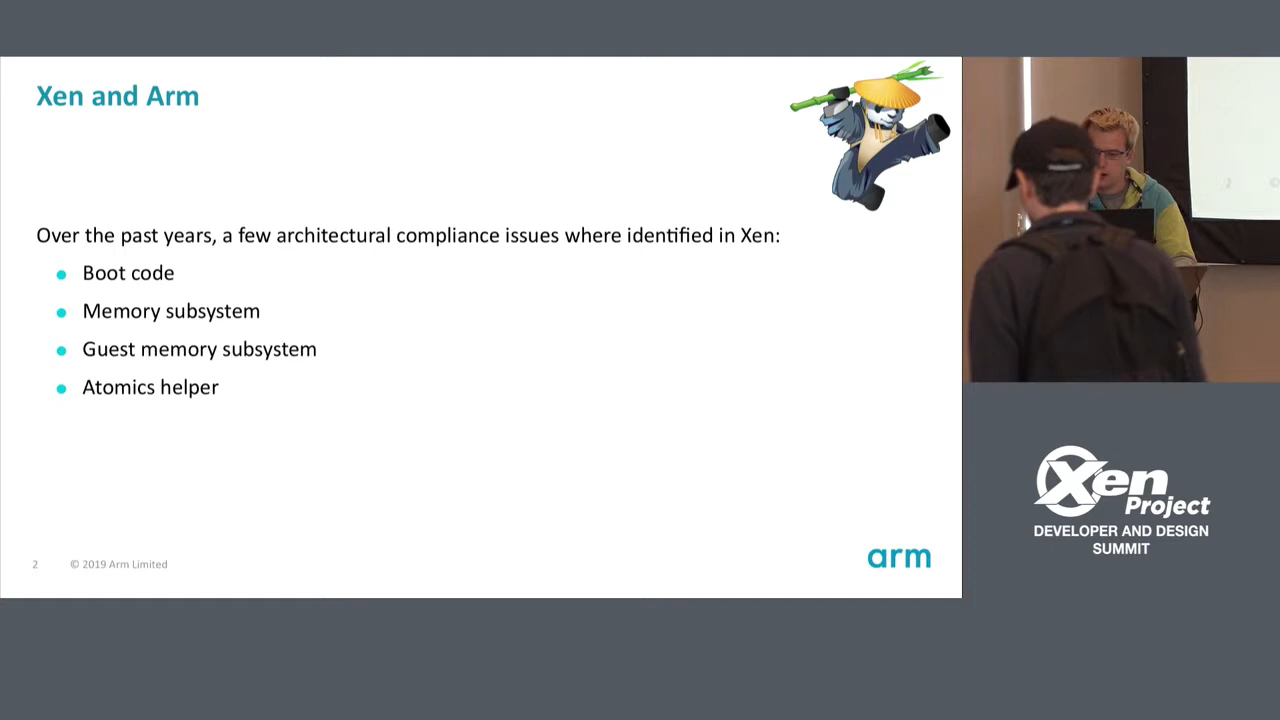 Xen and Arm
Over the past years, a few architectural compliance issues where identified in Xen:
Boot code
Memory subsystem
Guest memory subsystem
Atomics helper
2 © 2019 Arm Limited
arm
Xen
Project
DEVELOPER AND DESIGN
SUMMIT